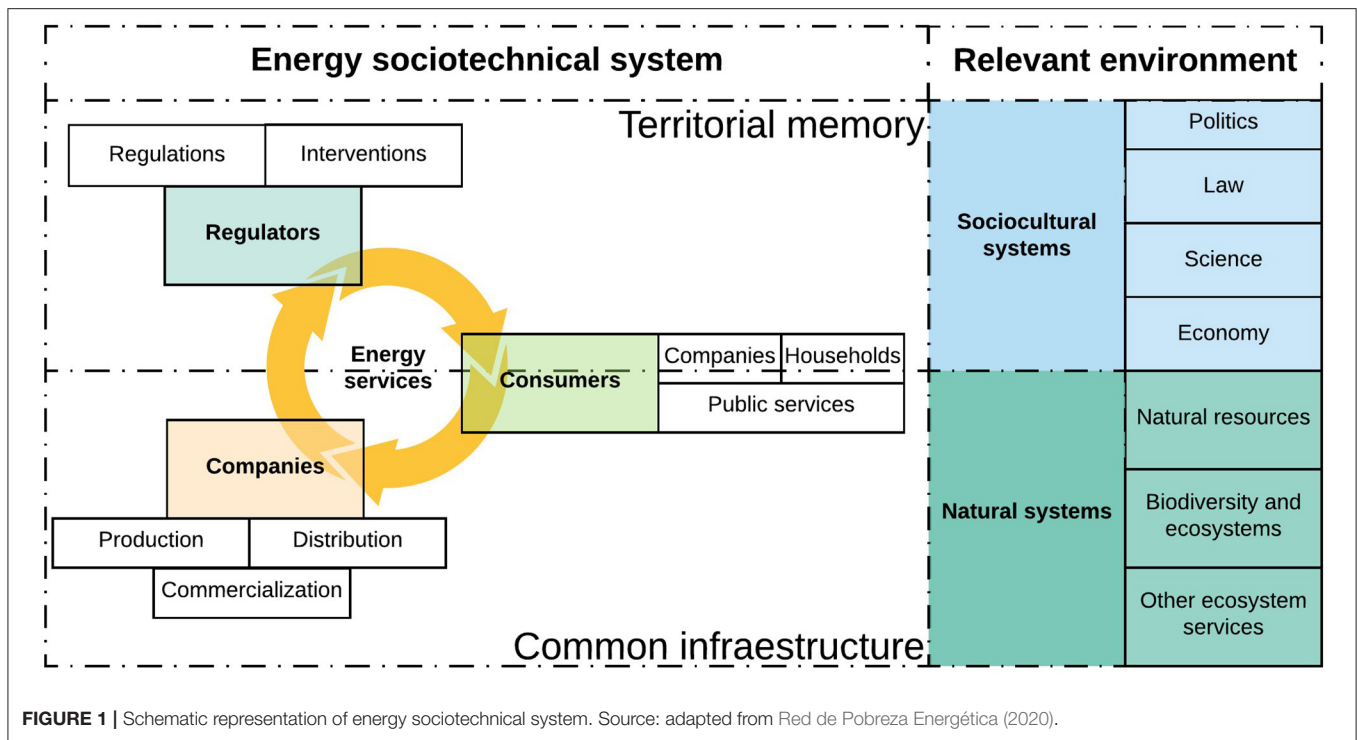 Energy sociotechnical system
Relevant environment
Territorial memory
Regulations
Interventions
Regulators
Energy
services
Consumers
Companies
Households
Public services
Companies
Production
Distribution
Commercialization
Common infraestructure
Sociocultural
systems
Politics
Law
Science
Economy
Natural systems
Natural resources
Biodiversity and
ecosystems
Other ecosystem
services
FIGURE 1 | Schematic representation of energy sociotechnical system. Source: adapted from Red de Pobreza Energética (2020).